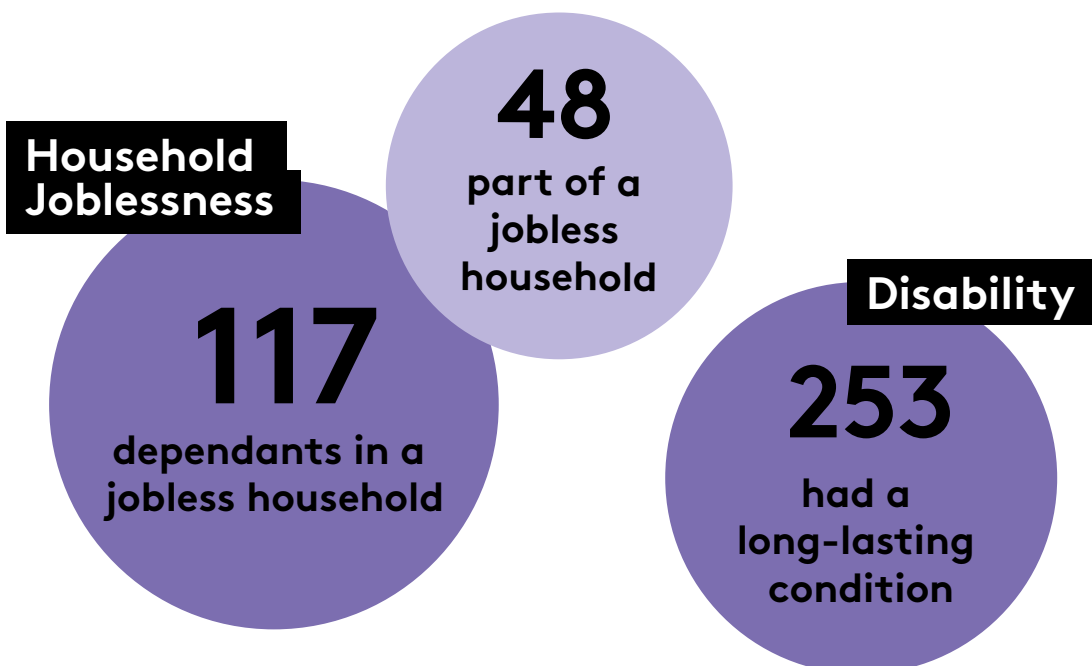 Household
Joblessness
117
dependants in a
jobless household
48
part of a
jobless
household
Disability
253
had a
long-lasting
condition